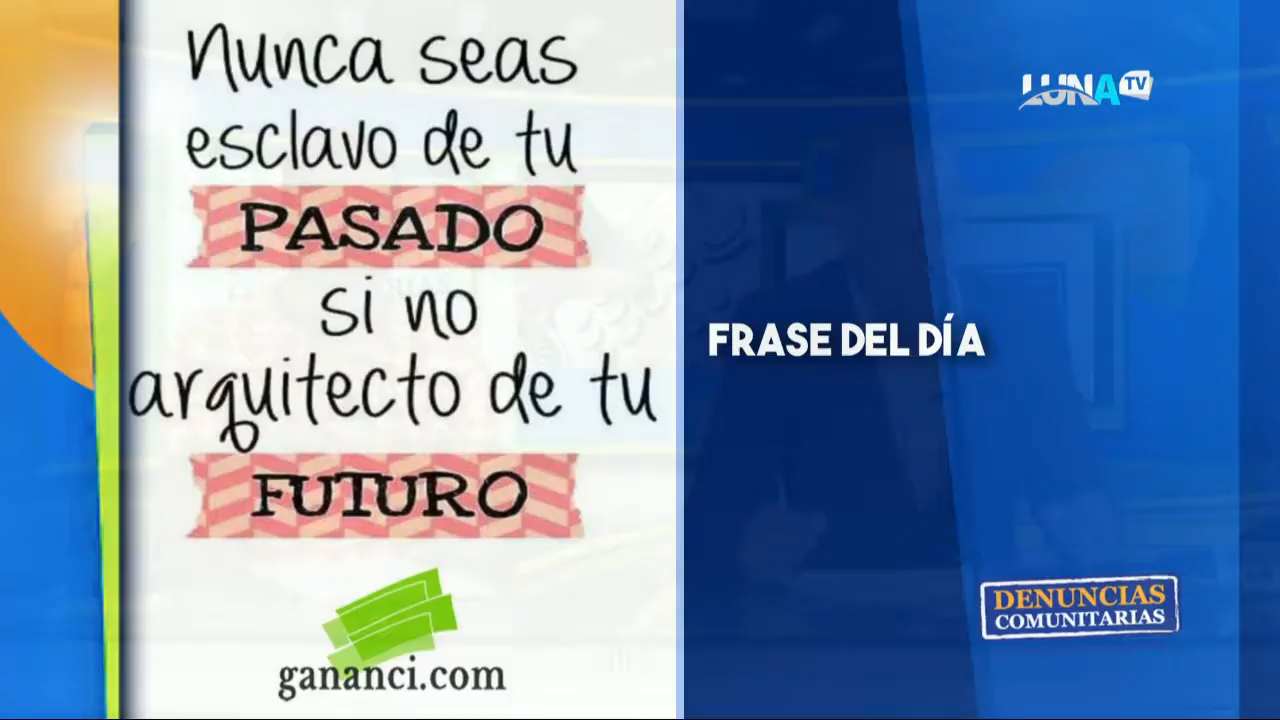 Nunca seas
esclavo de tu
PASADO
si no
arquitecto de tu
FUTURO
gananci.com
LUNA TV
FRASE DEL DÍA
DENUNCIAS
COMUNITARIAS